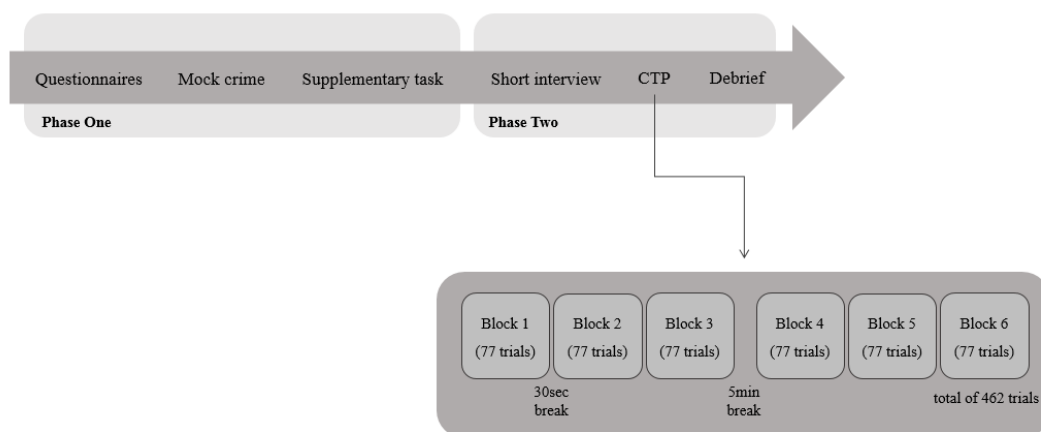 Questionnaires Mock crime Supplementary task Short interview CTP Debrief
Phase One Phase Two
Block 1 Block 2 Block 3 Block 4 Block 5 Block 6
(77 trials) (77 trials) (77 trials) (77 trials) (77 trials) (77 trials)
30sec 5min total of 462 trials
break break